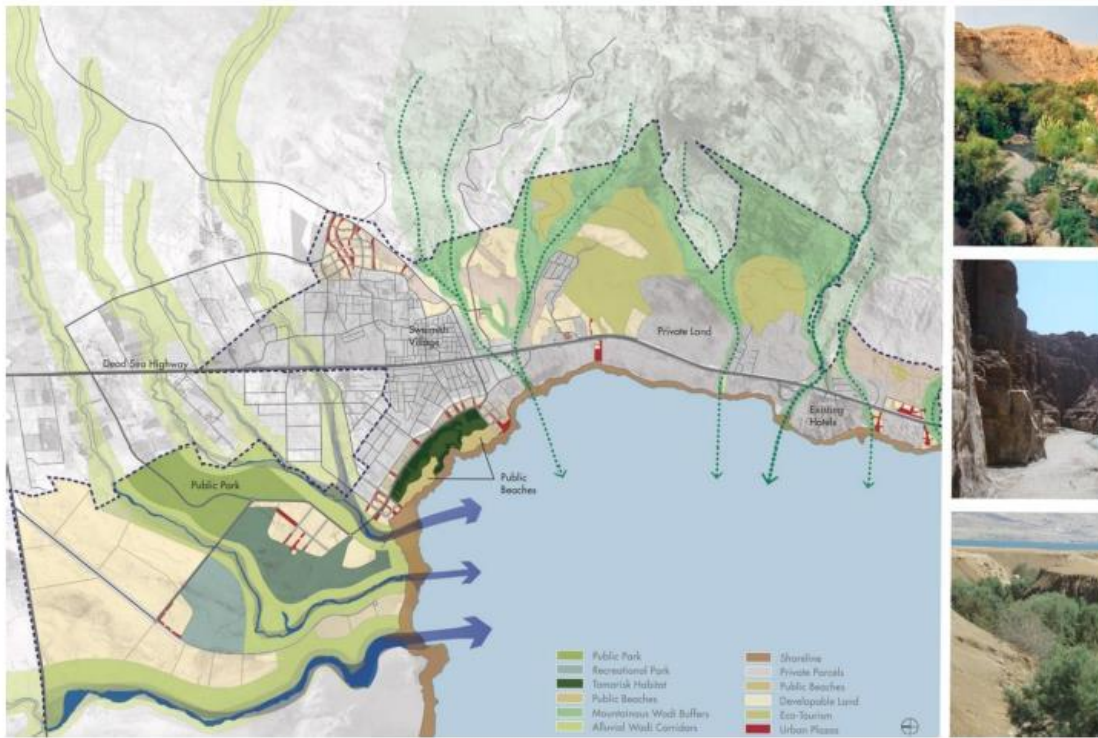 Sweimeh
Village
Private Land
Dead Sea Highway
Existing
Hotels
Public Park
Public
Beaches
Public Park
Recreational Park
Tamarisk Habitat
Public Beaches
Mountainous Wadi Buffers
Alluvial Wadi Corridors
Shoreline
Private Parcels
Public Beaches
Developable Land
Eco-Tourism
Urban Plazas